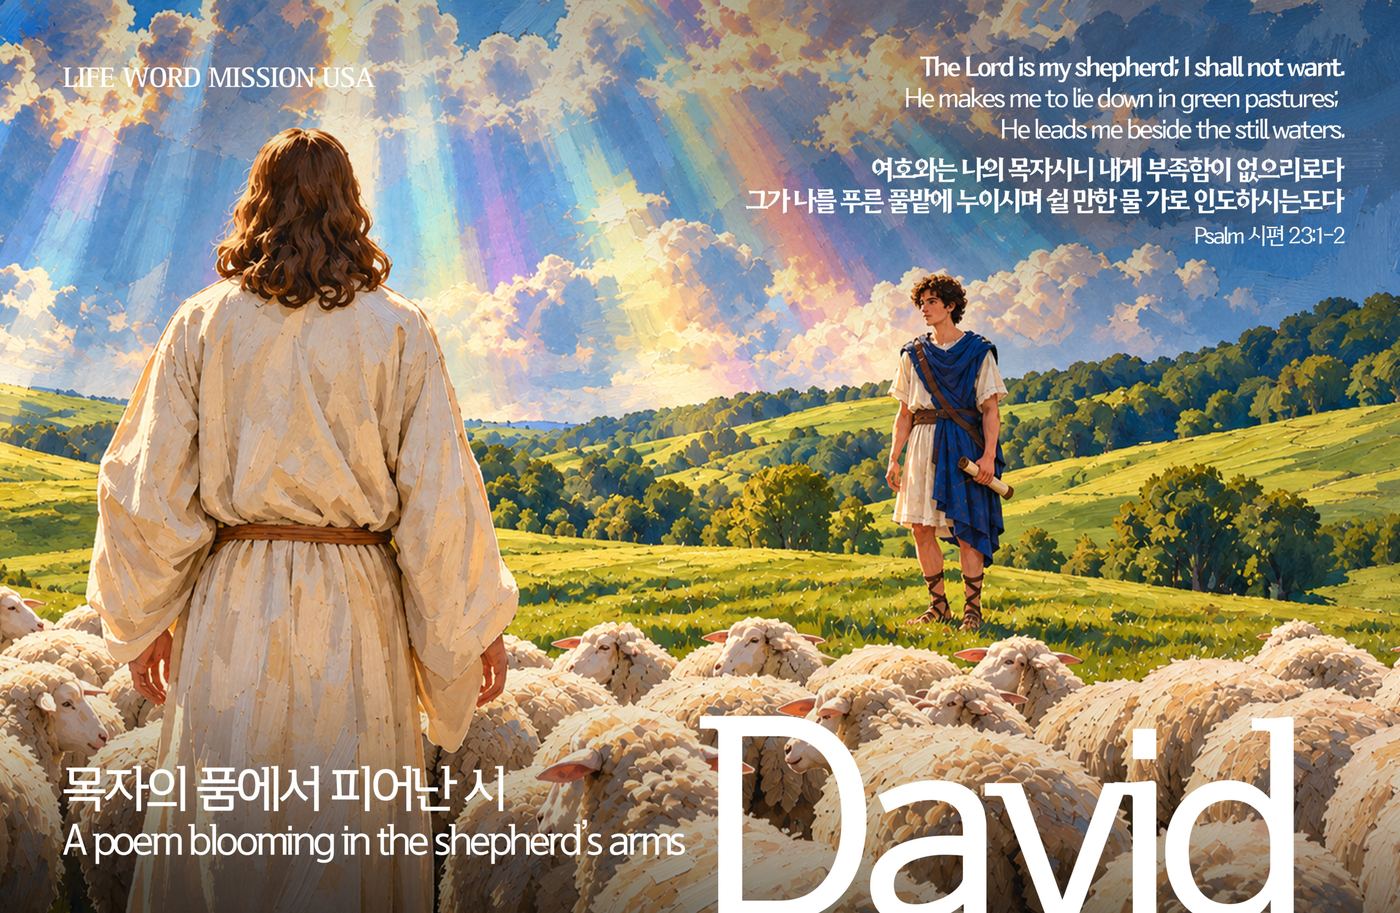 LIFE WORD MISSION USA
The Lord is my shepherd; I shall not want.
He makes me to lie down in green pastures;
He leads me beside the still waters.
여호와는 나의 목자시니 내게 부족함이 없으리로다
그가 나를 푸른 풀밭에 누이시며 쉴 만한 물 가로 인도하시는도다
Psalm 시편 23:1-2
목자의 품에서 피어난 시
A poem blooming in the shepherd's arms
David